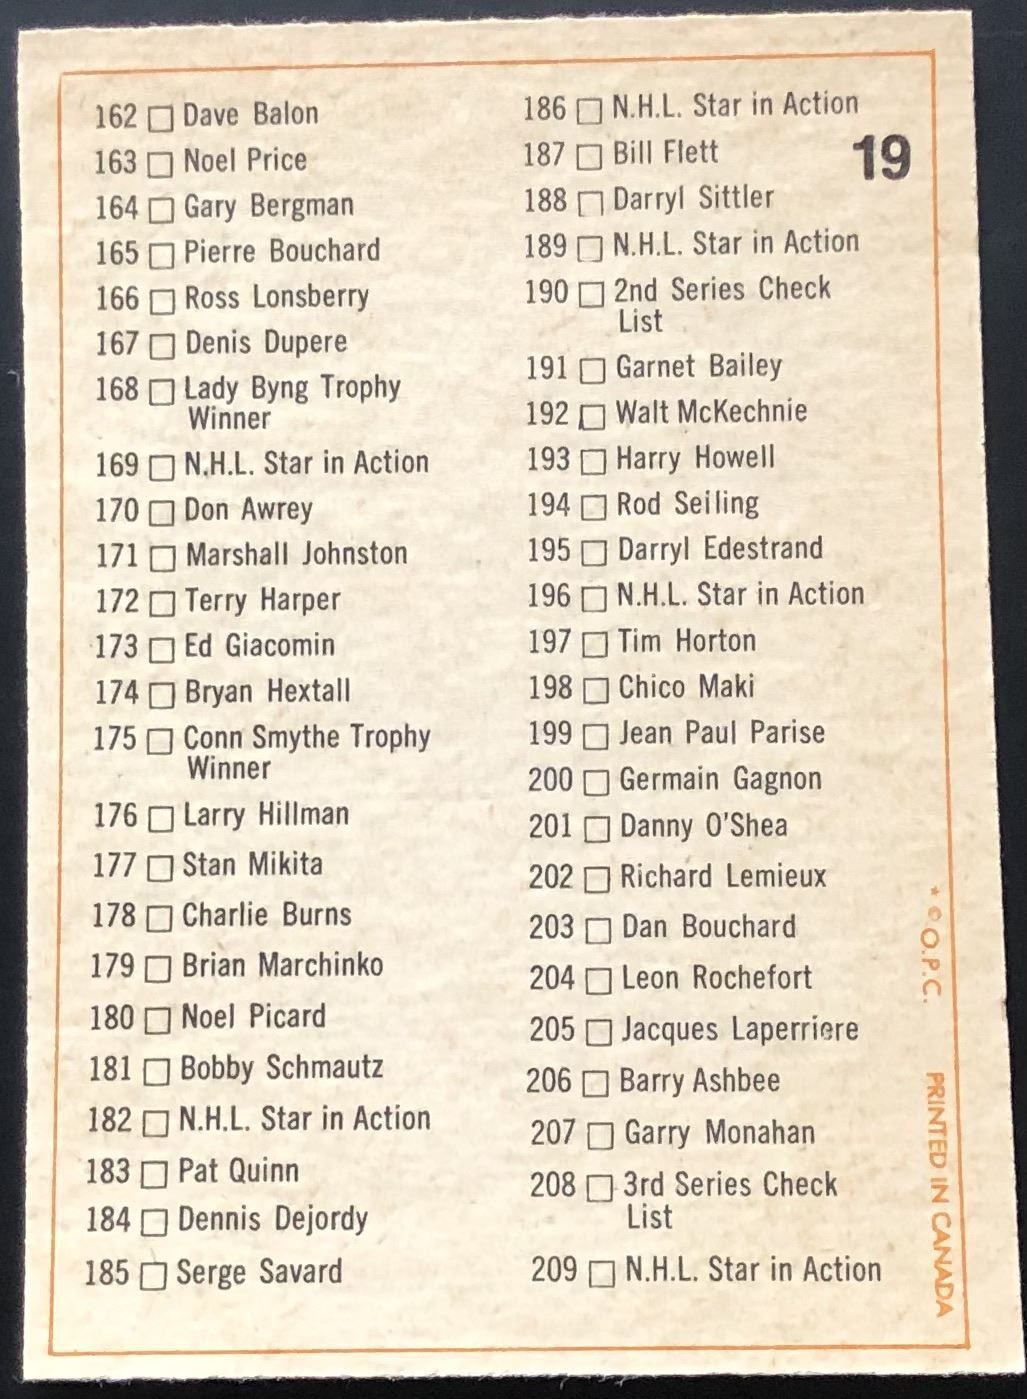 162 Dave Balon
163 Noel Price
164 Gary Bergman
165 Pierre Bouchard
166 Ross Lonsberry
167 Denis Dupere
168 Lady Byng Trophy
Winner
169 N.H.L. Star in Action
170 Don Awrey
171 Marshall Johnston
172 Terry Harper
173 Ed Giacomin
174 Bryan Hextall
175 Conn Smythe Trophy
Winner
176 Larry Hillman
177 Stan Mikita
178 Charlie Burns
179 Brian Marchinko
180 Noel Picard
181 Bobby Schmautz
182 N.H.L. Star in Action
183 Pat Quinn
184 Dennis Dejordy
185 Serge Savard
186 N.H.L. Star in Action
187 Bill Flett
19
188 Darryl Sittler
189 N.H.L. Star in Action
190 2nd Series Check
List
191 Garnet Bailey
192 Walt McKechnie
193 Harry Howell
194 Rod Seiling
195 Darryl Edestrand
196 N.H.L. Star in Action
197 Tim Horton
198 Chico Maki
199 Jean Paul Parise
200 Germain Gagnon
201 Danny O'Shea
202 Richard Lemieux
203 Dan Bouchard
204 Leon Rochefort
205 Jacques Laperriere
206 Barry Ashbee
207 Garry Monahan
208 3rd Series Check
List
209 N.H.L. Star in Action
* © O.P.C. PRINTED IN CANADA